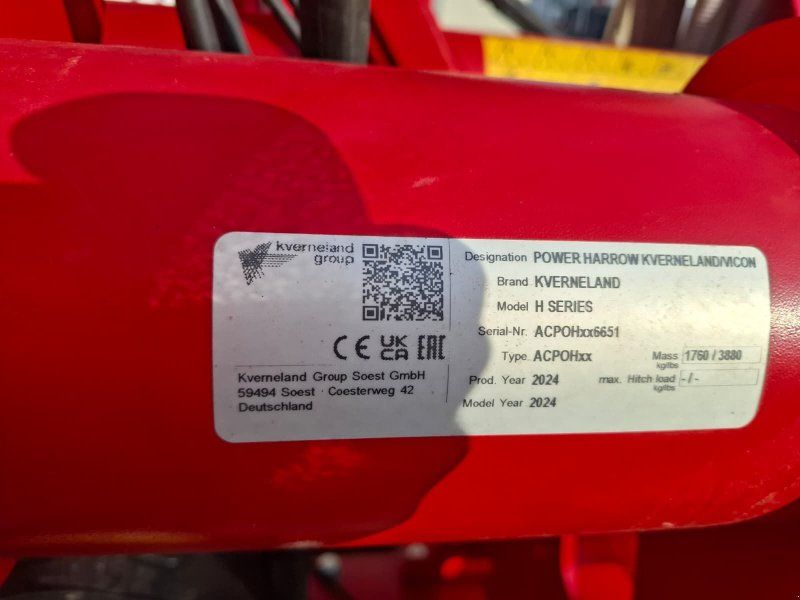 kverneland
group
CE UK CA EAC
Kverneland Group Soest GmbH
59494 Soest · Coesterweg 42
Deutschland
Designation POWER HARROW KVERNELAND/VICON
Brand KVERNELAND
Model H SERIES
Serial-Nr. ACPOHxx6651
Type. ACPOHxx Mass kg/lbs 1760 / 3880
Prod. Year 2024 max. Hitch load kg/lbs - / -
Model Year 2024